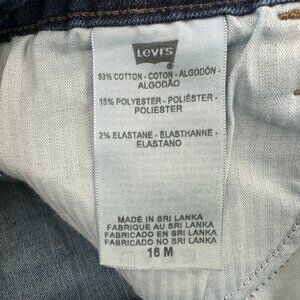 Levi's
®
83% COTTON - COTON - ALGODÓN -
ALGODÃO
15% POLYESTER - POLIÉSTER -
POLIESTER
2% ELASTANE - ELASTHANNE -
ELASTANO
MADE IN SRI LANKA
FABRIQUE AU SRI LANKA
FABRICADO EN SRI LANKA
FABRICADO NO SRI LANKA
16 M